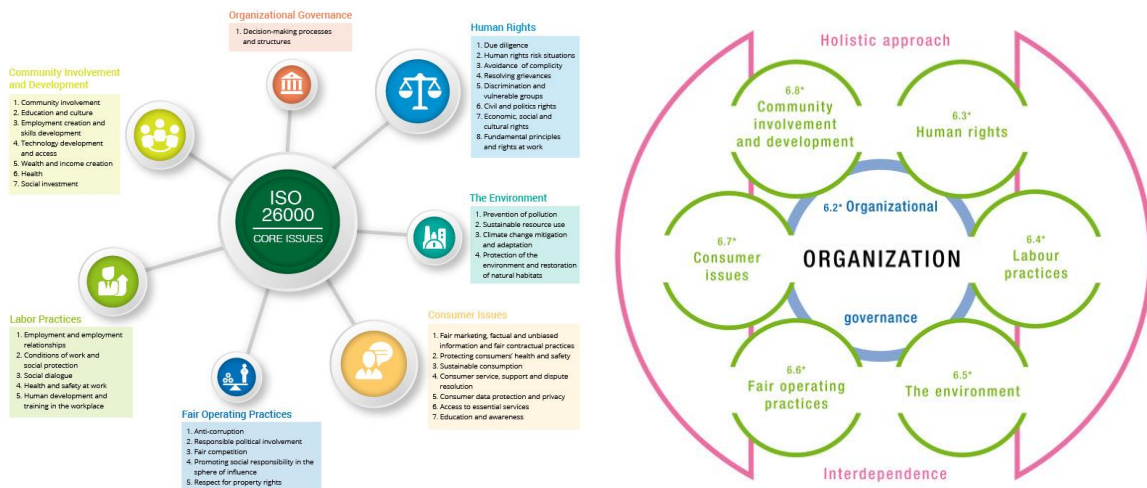 Organizational Governance
1. Decision-making processes
and structures
Human Rights
1. Due diligence
2. Human rights risk situations
3. Avoidance of complicity
4. Resolving grievances
5. Discrimination and
vulnerable groups
6. Civil and politics rights
7. Economic, social and
cultural rights
8. Fundamental principles
and rights at work
Community Involvement
and Development
1. Community involvement
2. Education and culture
3. Employment creation and
skills development
4. Technology development
and access
5. Wealth and income creation
6. Health
7. Social investment
ISO
26000
CORE ISSUES
The Environment
1. Prevention of pollution
2. Sustainable resource use
3. Climate change mitigation
and adaptation
4. Protection of the
environment and restoration
of natural habitats
Labor Practices
1. Employment and employment
relationships
2. Conditions of work and
social protection
3. Social dialogue
4. Health and safety at work
5. Human development and
training in the workplace
Consumer Issues
1. Fair marketing, factual and unbiased
information and fair contractual practices
2. Protecting consumers' health and safety
3. Sustainable consumption
4. Consumer service, support and dispute
resolution
5. Consumer data protection and privacy
6. Access to essential services
7. Education and awareness
Fair Operating Practices
1. Anti-corruption
2. Responsible political involvement
3. Fair competition
4. Promoting social responsibility in the
sphere of influence
5. Respect for property rights
Holistic approach
6.8*
Community
involvement
and development
6.3*
Human rights
6.2* Organizational
6.7*
Consumer
issues
ORGANIZATION
6.4*
Labour
practices
governance
6.6*
Fair operating
practices
6.5*
The environment
Interdependence